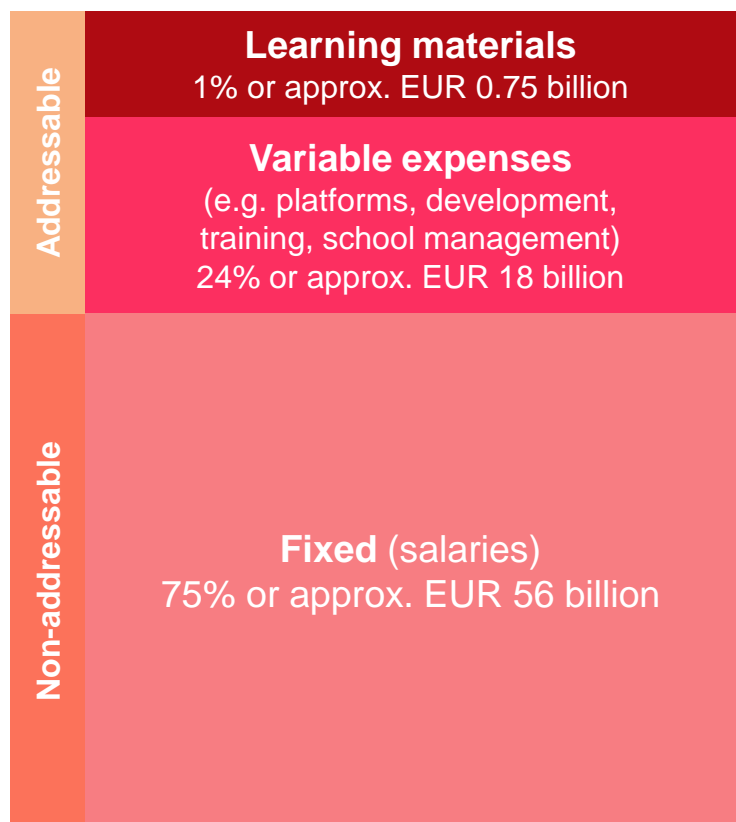 Addressable
Learning materials
1% or approx. EUR 0.75 billion
Variable expenses
(e.g. platforms, development,
training, school management)
24% or approx. EUR 18 billion
Non-addressable
Fixed (salaries)
75% or approx. EUR 56 billion